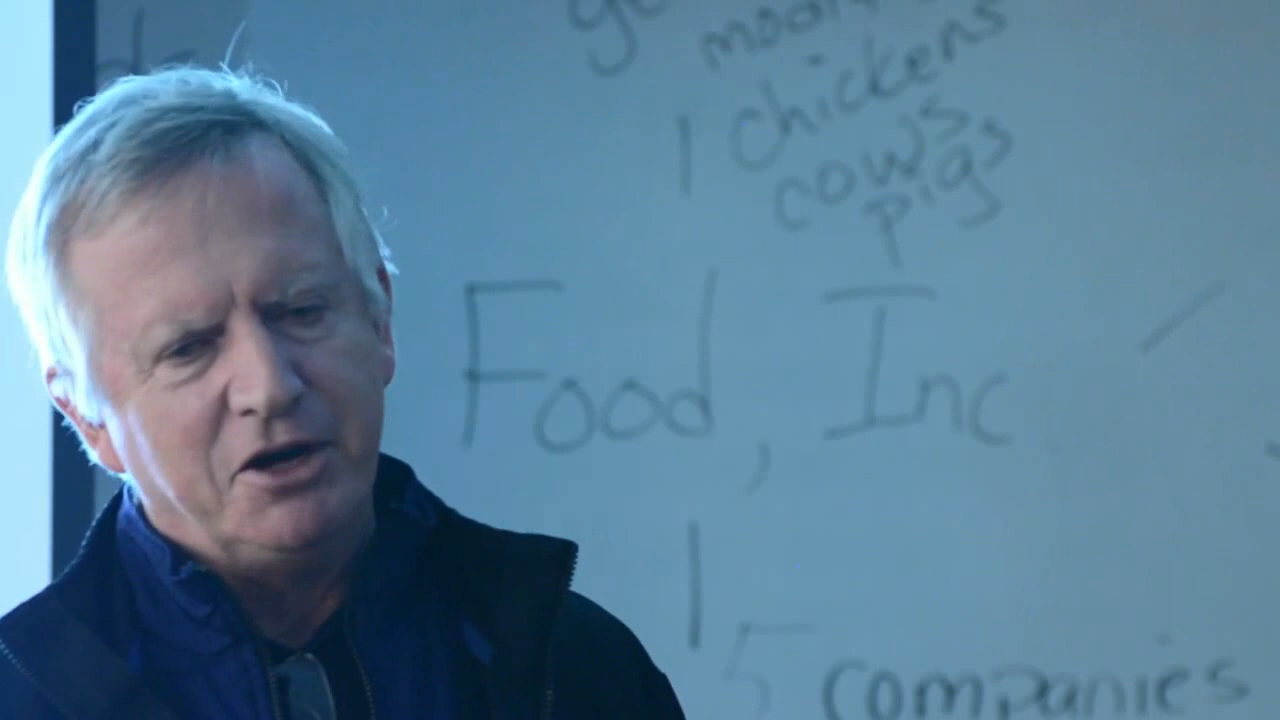 chickens
cows
pigs
Food, Inc
5 companies